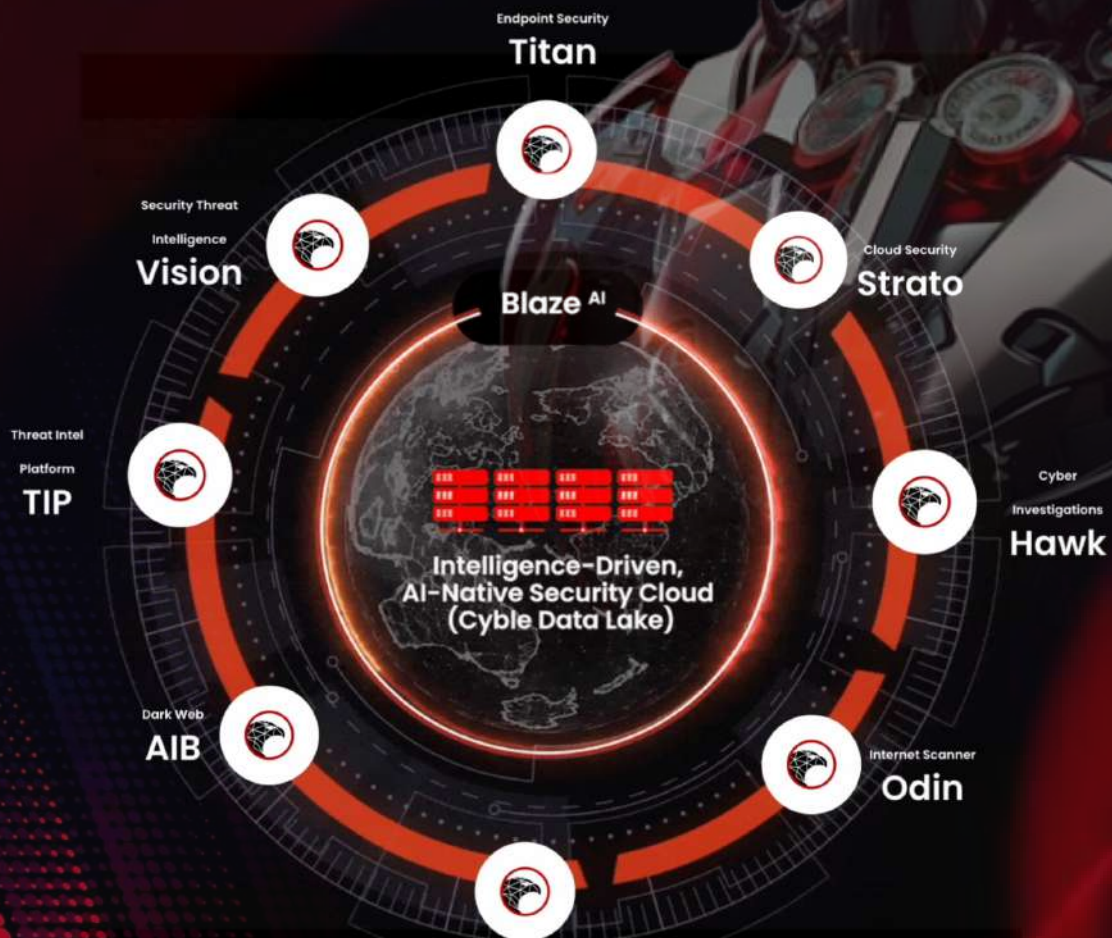 Endpoint Security
Titan
Security Threat
Intelligence
Vision
Cloud Security
Strato
Blaze AI
Threat Intel
Platform
TIP
Cyber
Investigations
Hawk
Intelligence-Driven,
AI-Native Security Cloud
(Cyble Data Lake)
Dark Web
AIB
Internet Scanner
Odin